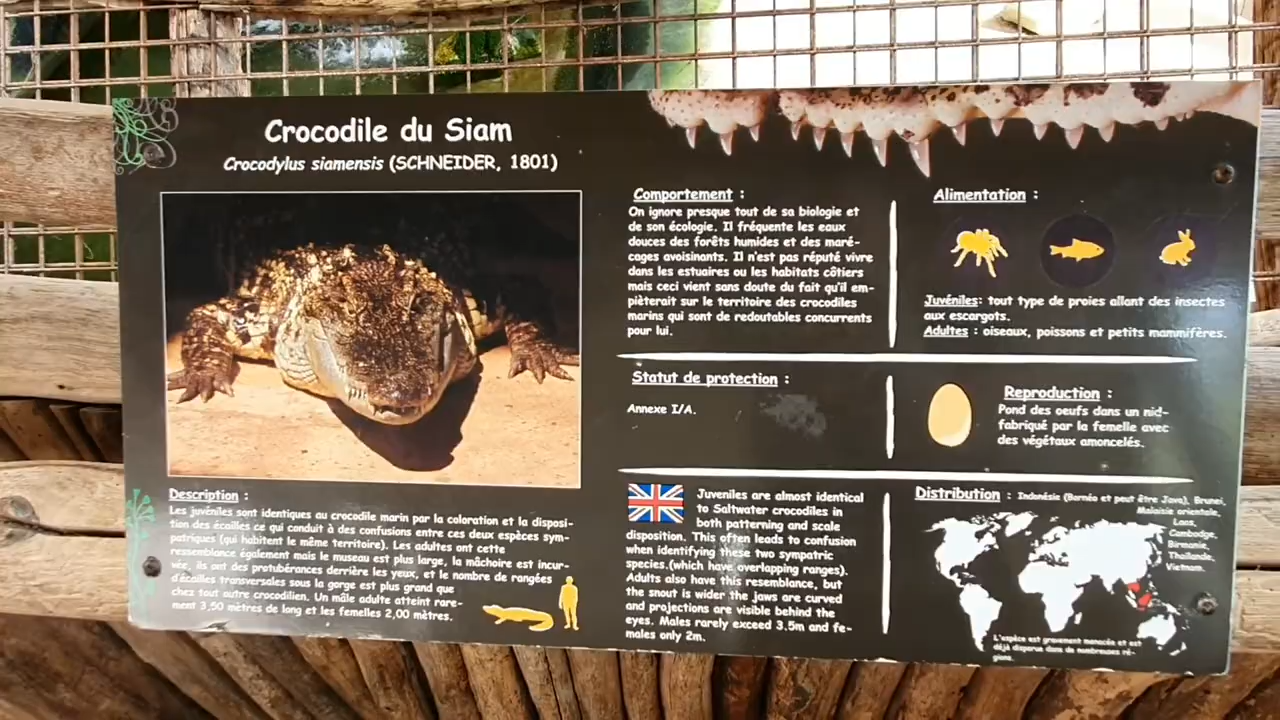 Crocodile du Siam
Crocodylus siamensis (SCHNEIDER, 1801)
Description :
Les juvéniles sont identiques au crocodile marin par la coloration et la disposi-
tion des écailles ce qui conduit à des confusions entre ces deux espèces sym-
patriques (qui habitent le même territoire). Les adultes ont cette
ressemblance également mais le museau est plus large, la mâchoire est incur-
vée, ils ont des protubérances derrière les yeux, et le nombre de rangées
d'écailles transversales sous la gorge est plus grand que
chez tout autre crocodilien. Un mâle adulte atteint rare-
ment 3,50 mètres de long et les femelles 2,00 mètres.
Comportement :
On ignore presque tout de sa biologie et
de son écologie. Il fréquente les eaux
douces des forêts humides et des maré-
cages avoisinants. Il n'est pas réputé vivre
dans les estuaires ou les habitats côtiers
mais ceci vient sans doute du fait qu'il em-
pièterait sur le territoire des crocodiles
marins qui sont de redoutables concurrents
pour lui.
Alimentation :
Juvéniles: tout type de proies allant des insectes
aux escargots.
Adultes : oiseaux, poissons et petits mammifères.
Statut de protection :
Annexe I/A.
Reproduction :
Pond des oeufs dans un nid
fabriqué par la femelle avec
des végétaux amoncelés.
Juveniles are almost identical
to Saltwater crocodiles in
both patterning and scale
disposition. This often leads to confusion
when identifying these two sympatric
species.(which have overlapping ranges).
Adults also have this resemblance, but
the snout is wider the jaws are curved
and projections are visible behind the
eyes. Males rarely exceed 3.5m and fe-
males only 2m.
Distribution : Indonésie (Bornéo et peut être Java), Brunei,
Malaisie orientale,
Laos,
Cambodge,
Birmanie,
Thaïlande,
Vietnam.
L'espèce est gravement menacée et est
déjà disparue dans de nombreuses ré-
gions.